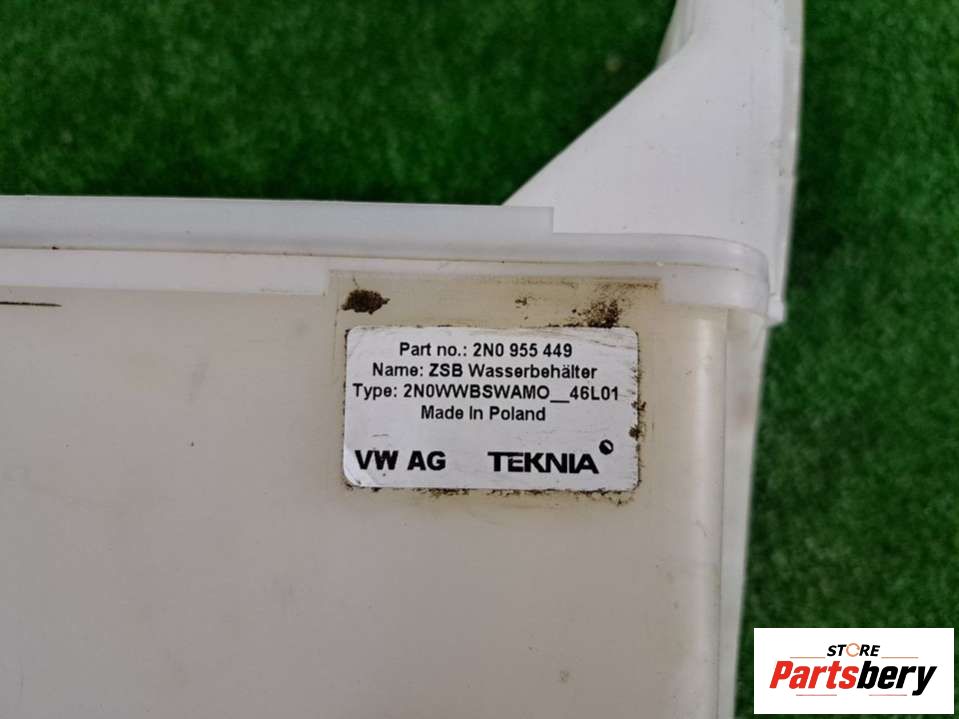 Part no.: 2N0 955 449
Name: ZSB Wasserbehälter
Type: 2N0WWBSWAMO__46L01
Made In Poland
VW AG TEKNIA
STORE
Partsbery